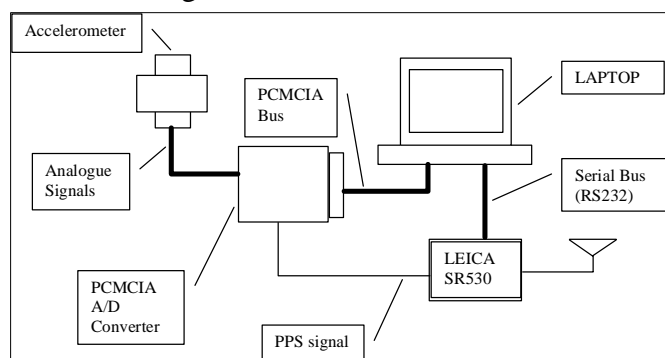 Accelerometer
LAPTOP
PCMCIA
Bus
Analogue
Signals
Serial Bus
(RS232)
LEICA
SR530
PCMCIA
A/D
Converter
PPS signal